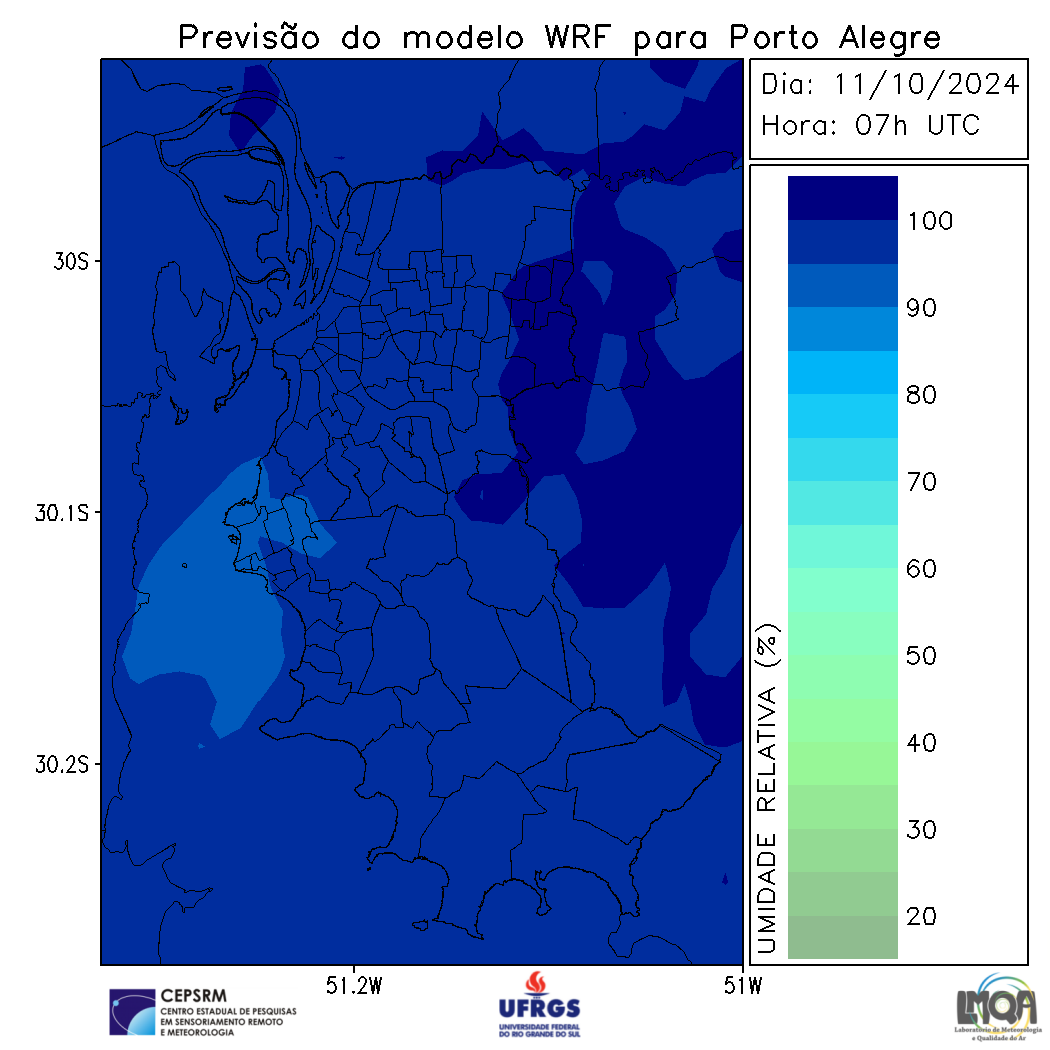 Previsão do modelo WRF para Porto Alegre
Dia: 11/10/2024
Hora: 07h UTC
30S
30.1S
30.2S
51.2W
51W
100
90
80
70
60
50
40
30
20
UMIDADE RELATIVA (%)
CEPSRM
CENTRO ESTADUAL DE PESQUISAS
EM SENSORIAMENTO REMOTO
E METEOROLOGIA
UFRGS
UNIVERSIDADE FEDERAL
DO RIO GRANDE DO SUL
LMQA
Laboratório de Meteorologia
e Qualidade do Ar